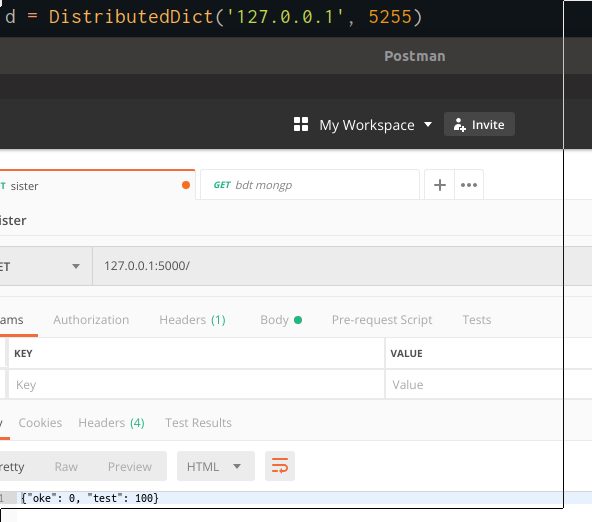 d = DistributedDict('127.0.0.1', 5255)
Postman
My Workspace Invite
T sister GET bdt mongp + •••
ister
ET 127.0.0.1:5000/
ams Authorization Headers (1) Body Pre-request Script Tests
KEY VALUE
Key Value
y Cookies Headers (4) Test Results
retty Raw Preview HTML
1 {"oke": 0, "test": 100}